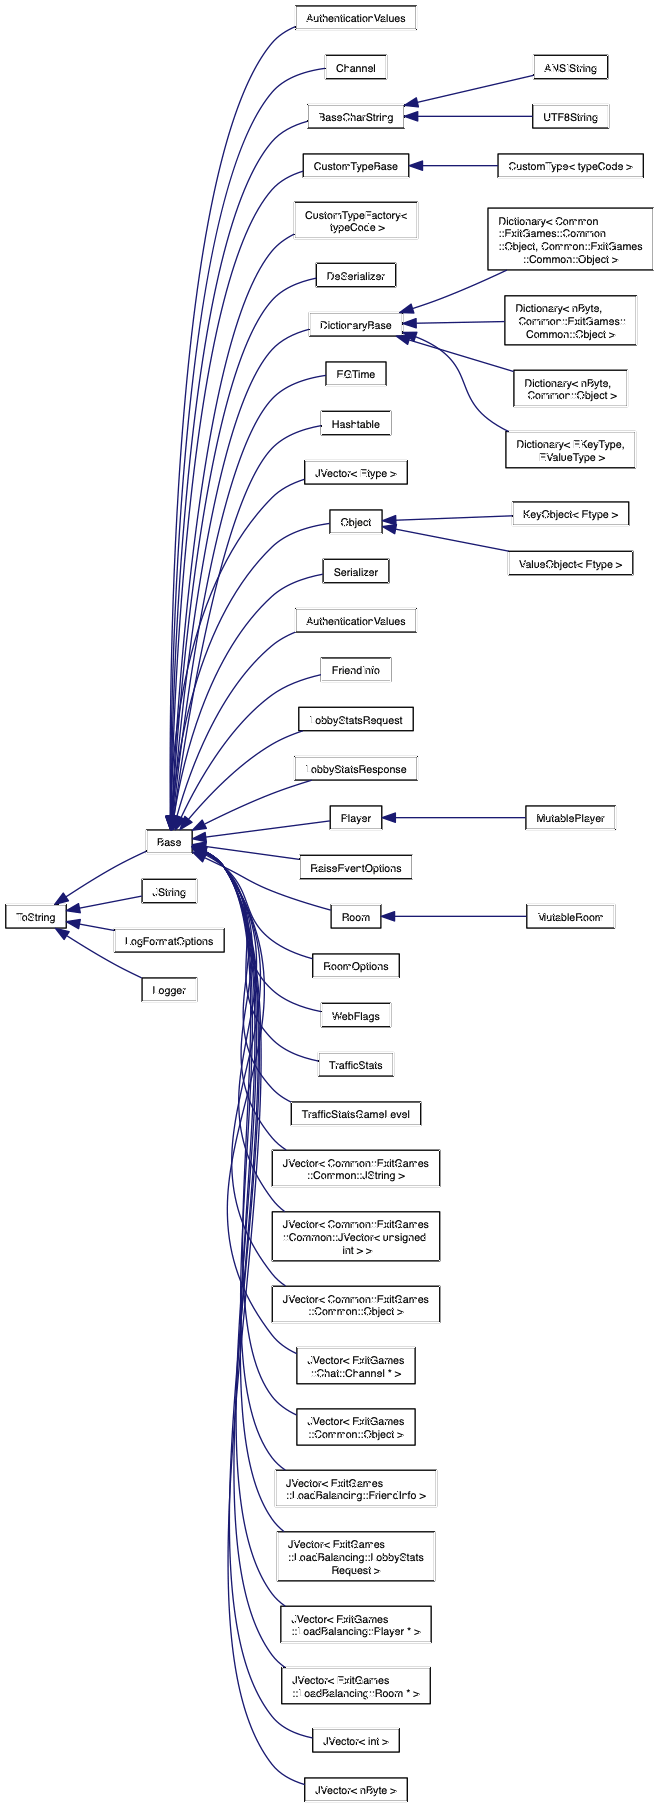 AuthenticationValues
Channel
ANSIString
BaseCharString
UTF8String
CustomTypeBase
CustomType< typeCode >
CustomTypeFactory<
typeCode >
Dictionary< Common
::ExitGames::Common
::Object, Common::ExitGames
::Common::Object >
DeSerializer
DictionaryBase
Dictionary< nByte,
Common::ExitGames::
Common::Object >
Dictionary< nByte,
Common::Object >
EGTime
Hashtable
Dictionary< EKeyType,
EValueType >
JVector< Etype >
Object
KeyObject< Etype >
ValueObject< Etype >
Serializer
AuthenticationValues
FriendInfo
LobbyStatsRequest
LobbyStatsResponse
Player
MutablePlayer
Base
RaiseEventOptions
JString
ToString
Room
MutableRoom
LogFormatOptions
RoomOptions
Logger
WebFlags
TrafficStats
TrafficStatsGameLevel
JVector< Common::ExitGames
::Common::JString >
JVector< Common::ExitGames
::Common::JVector< unsigned
int > >
JVector< Common::ExitGames
::Common::Object >
JVector< ExitGames
::Chat::Channel * >
JVector< ExitGames
::Common::Object >
JVector< ExitGames
::LoadBalancing::FriendInfo >
JVector< ExitGames
::LoadBalancing::LobbyStats
Request >
JVector< ExitGames
::LoadBalancing::Player * >
JVector< ExitGames
::LoadBalancing::Room * >
JVector< int >
JVector< nByte >